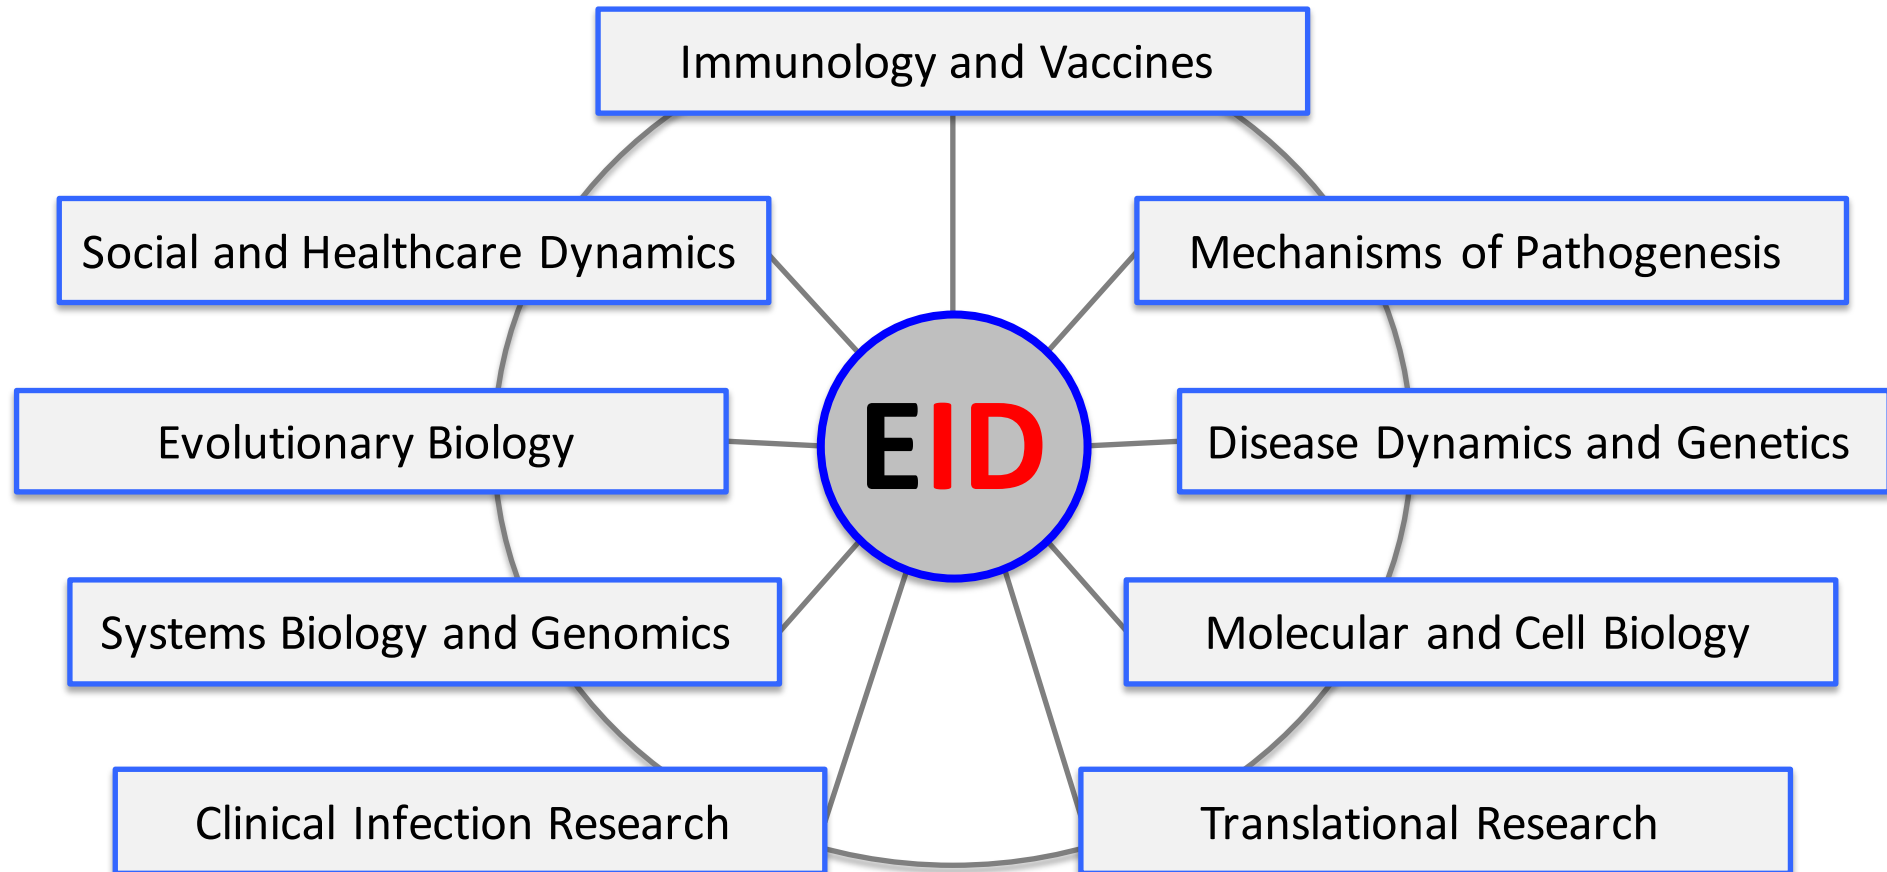 Immunology and Vaccines
Social and Healthcare Dynamics
Mechanisms of Pathogenesis
Evolutionary Biology
EID
Disease Dynamics and Genetics
Systems Biology and Genomics
Molecular and Cell Biology
Clinical Infection Research
Translational Research